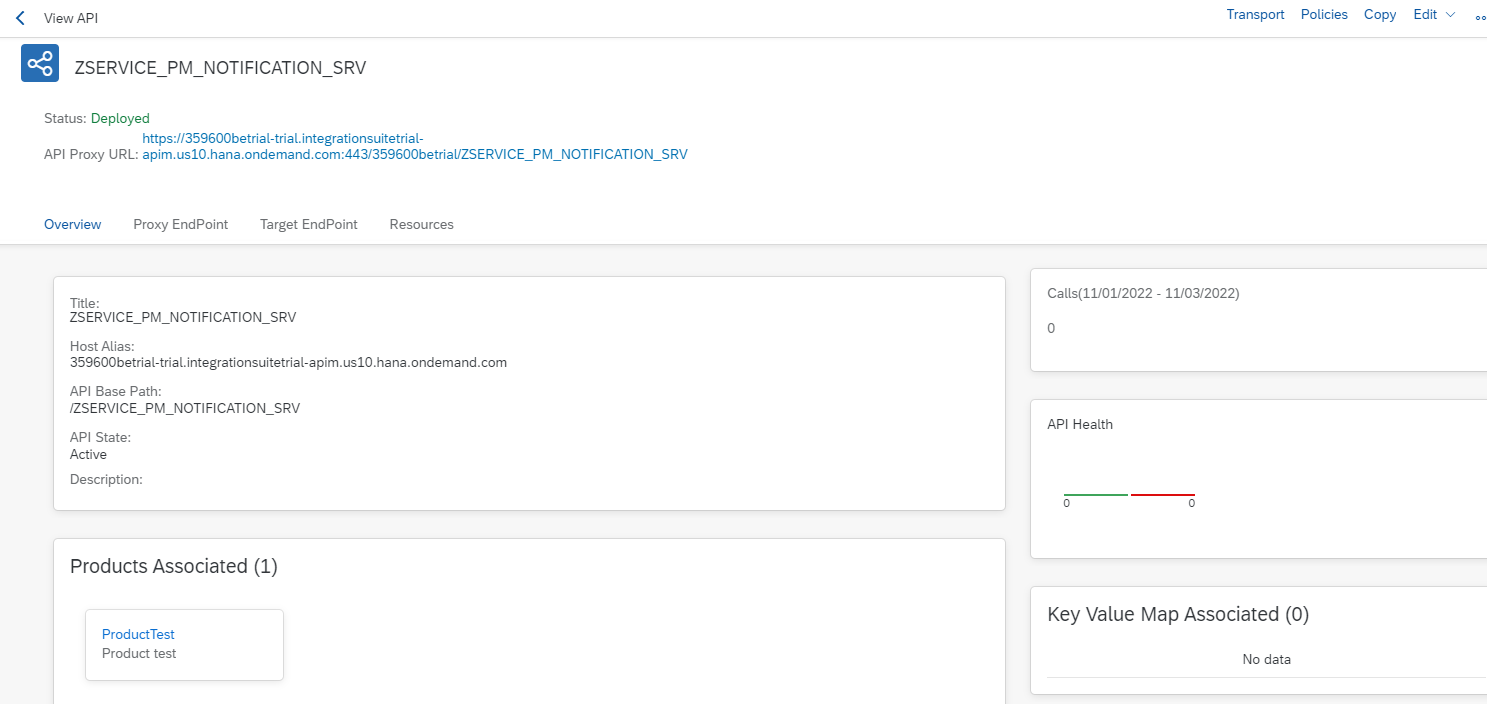 View API
Transport Policies Copy Edit
ZSERVICE_PM_NOTIFICATION_SRV
Status: Deployed
https://359600betrial-trial.integrationsuitetrial-
API Proxy URL: apim.us10.hana.ondemand.com:443/359600betrial/ZSERVICE_PM_NOTIFICATION_SRV
Overview Proxy EndPoint Target EndPoint Resources
Title:
ZSERVICE_PM_NOTIFICATION_SRV
Host Alias:
359600betrial-trial.integrationsuitetrial-apim.us10.hana.ondemand.com
API Base Path:
/ZSERVICE_PM_NOTIFICATION_SRV
API State:
Active
Description:
Calls(11/01/2022 - 11/03/2022)
0
API Health
0 0
Products Associated (1)
ProductTest
Product test
Key Value Map Associated (0)
No data